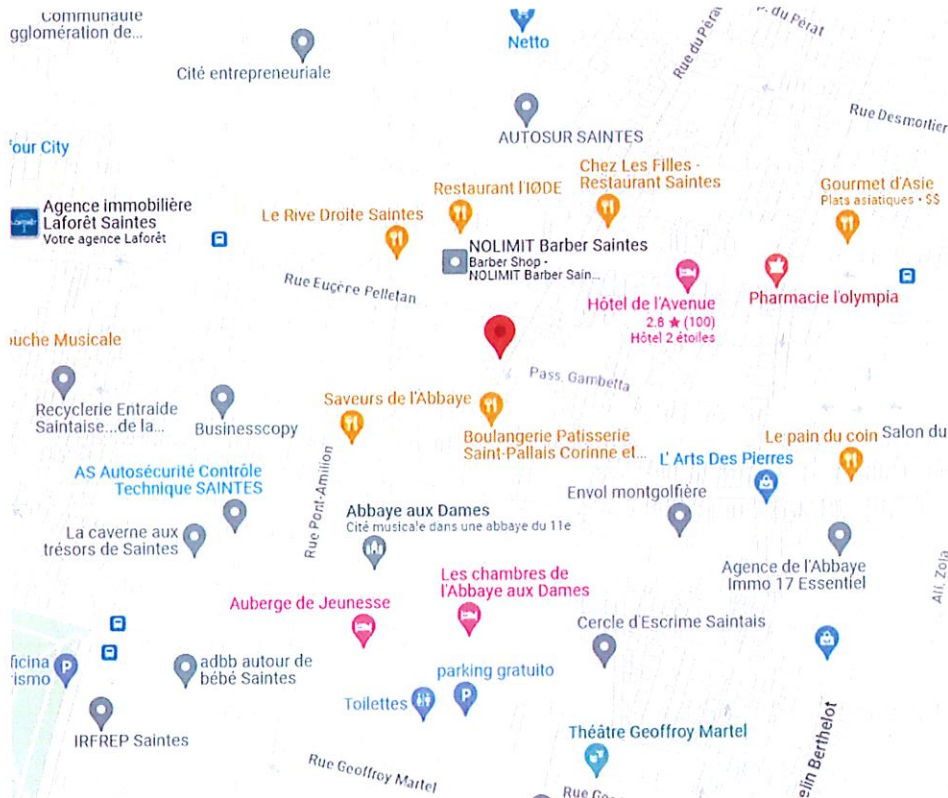 Communauté
gglomération de...
Netto
Rue du Péra
p. du Pérat
Cité entrepreneuriale
AUTOSUR SAINTES
Rue Desmortier
four City
Agence immobilière
Laforêt Saintes
Votre agence Laforêt
Le Rive Droite Saintes
Restaurant l'IØDE
Chez Les Filles -
Restaurant Saintes
Gourmet d'Asie
Plats asiatiques • $$
NOLIMIT Barber Saintes
Barber Shop -
NOLIMIT Barber Sain...
Rue Eugène Pelletan
Hôtel de l'Avenue
2.8 ★ (100)
Hôtel 2 étoiles
Pharmacie l'olympia
ouche Musicale
Pass. Gambetta
Recyclerie Entraide
Saintaise...de la...
Businesscopy
Saveurs de l'Abbaye
Boulangerie Patisserie
Saint-Pallais Corinne et...
Le pain du coin
Salon du
L' Arts Des Pierres
AS Autosécurité Contrôle
Technique SAINTES
Rue Pont-Amilion
Envol montgolfière
La caverne aux
trésors de Saintes
Abbaye aux Dames
Cité musicale dans une abbaye du 11e
Agence de l'Abbaye
Immo 17 Essentiel
All. Zola
Les chambres de
l'Abbaye aux Dames
Auberge de Jeunesse
Cercle d'Escrime Saintais
ficina
rismo
P
adbb autour de
bébé Saintes
parking gratuito
P
Toilettes
IRFREP Saintes
Théâtre Geoffroy Martel
Rue Geoffroy Martel
elin Berthelot